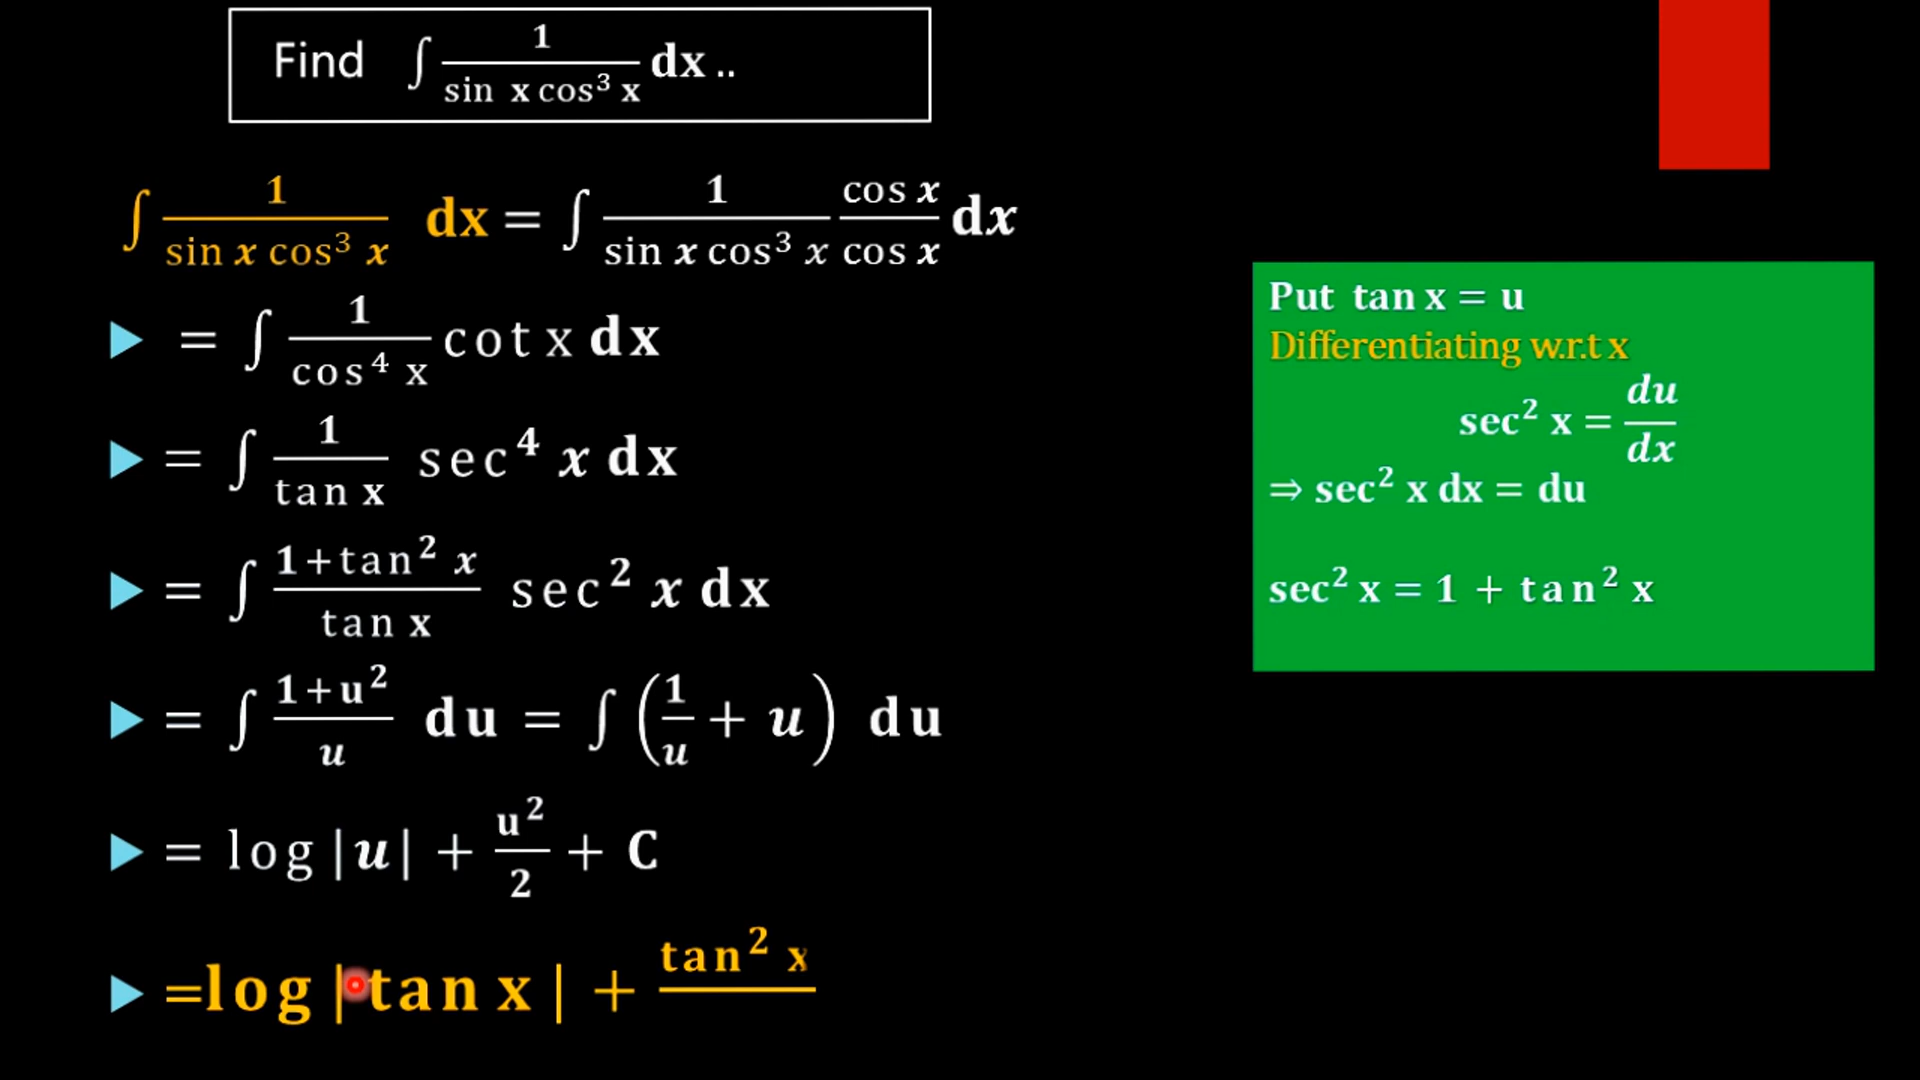 Find ∫ 1/(sin x cos³ x) dx ..
∫ 1/(sin x cos³ x) dx = ∫ 1/(sin x cos³ x) cos x/cos x dx
= ∫ 1/(cos⁴ x) cot x dx
= ∫ 1/(tan x) sec⁴ x dx
= ∫ (1+tan² x)/(tan x) sec² x dx
= ∫ (1+u²)/u du = ∫ (1/u + u) du
= log |u| + u²/2 + C
=log |tan x| + tan² x
Put tan x = u
Differentiating w.r.t x
sec² x = du/dx
⇒ sec² x dx = du
sec² x = 1 + tan² x